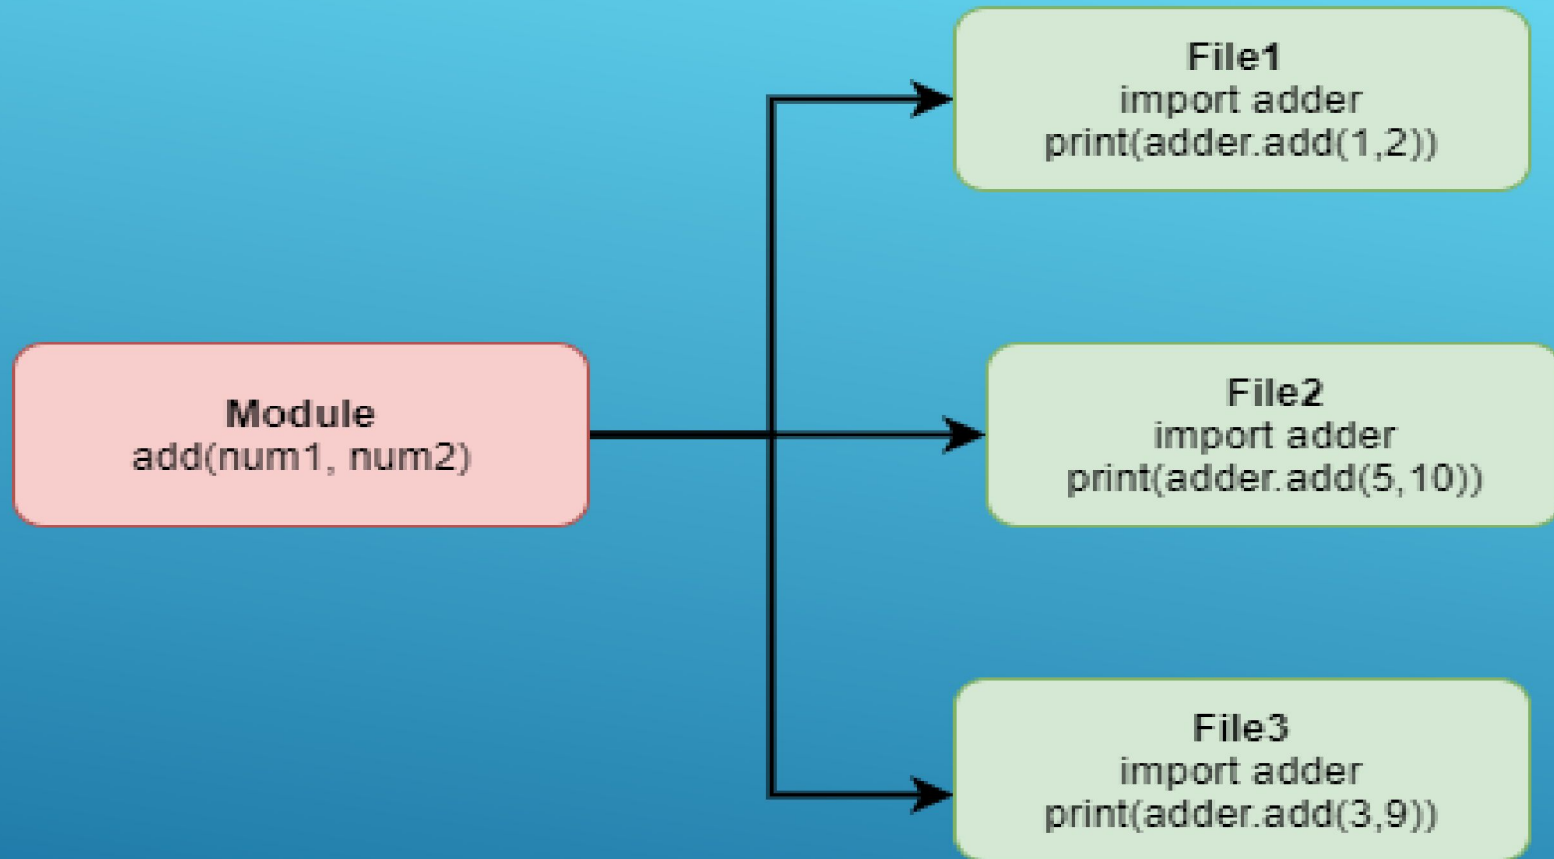 File1
import adder
print(adder.add(1,2))
Module
add(num1, num2)
File2
import adder
print(adder.add(5,10))
File3
import adder
print(adder.add(3,9))